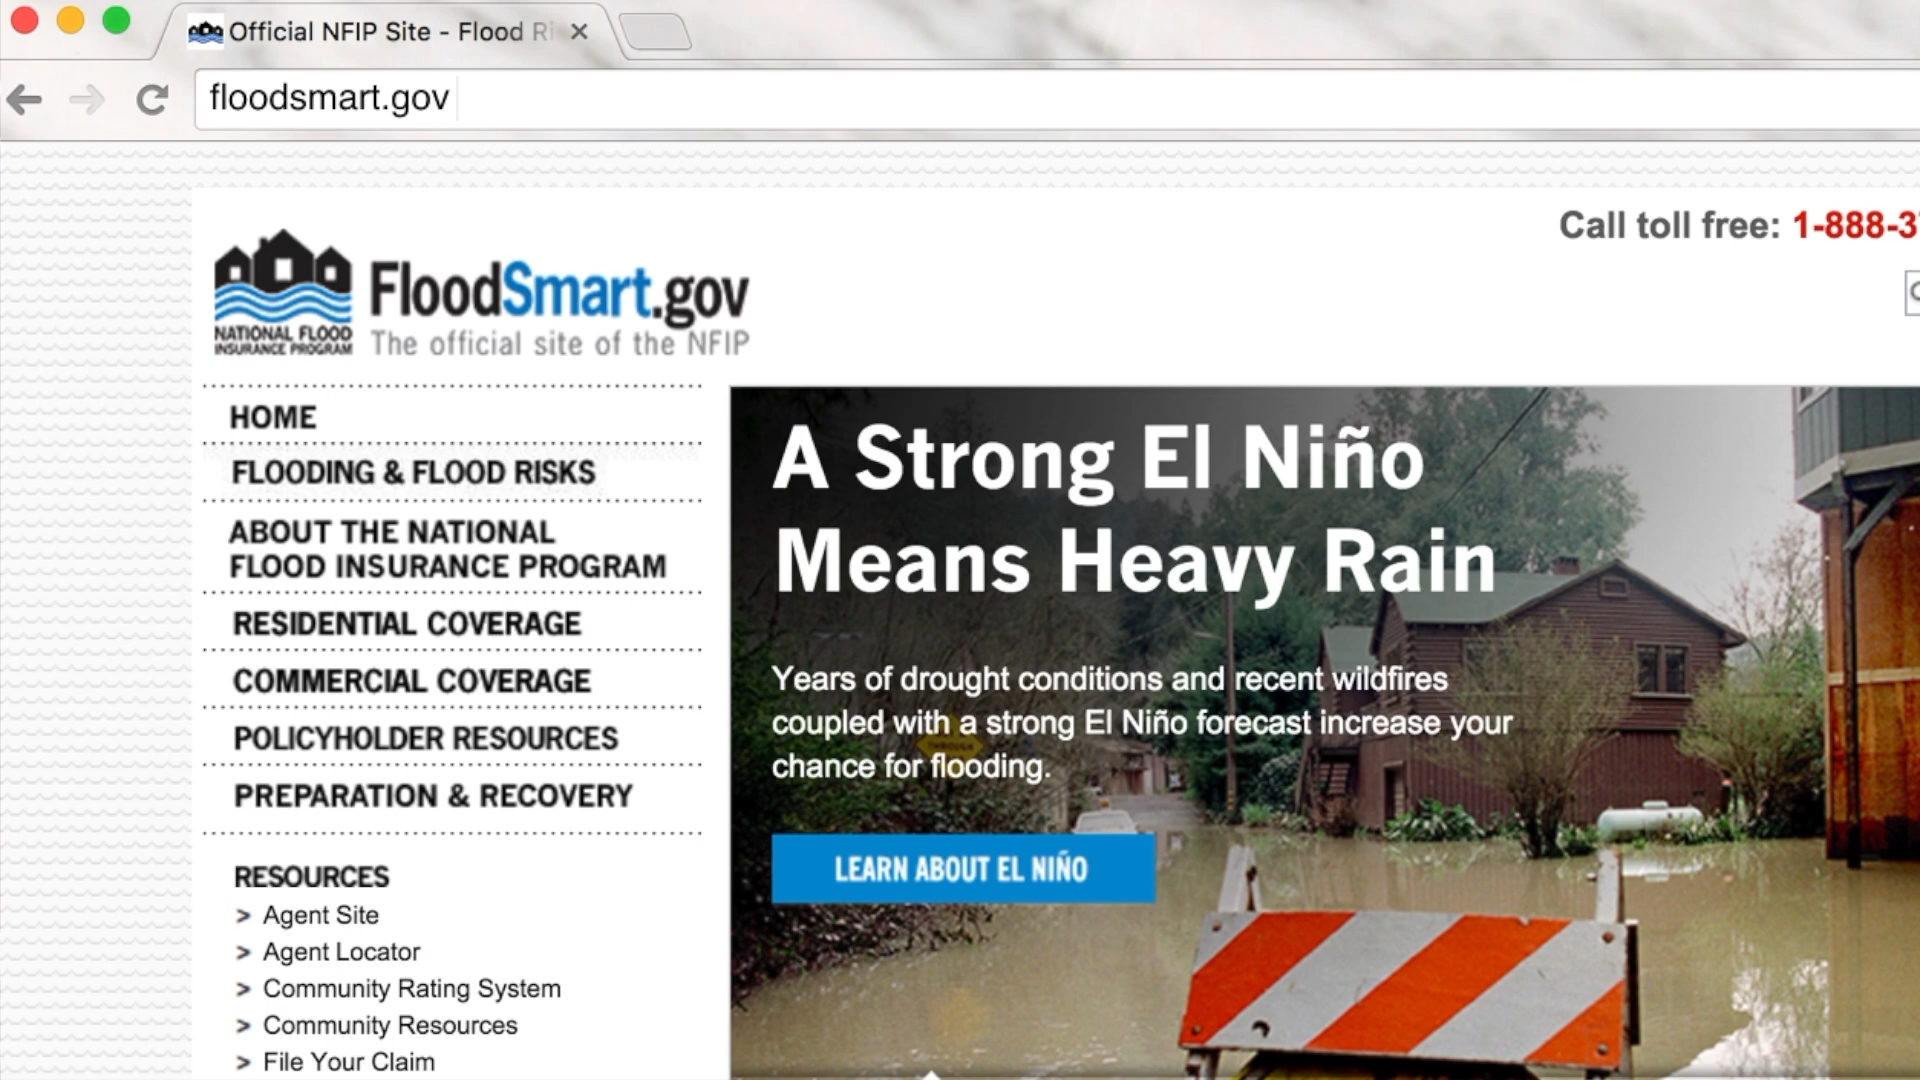 Official NFIP Site - Flood Ri
floodsmart.gov
Call toll free: 1-888-3
NATIONAL FLOOD
INSURANCE PROGRAM
FloodSmart.gov
The official site of the NFIP
HOME
FLOODING & FLOOD RISKS
ABOUT THE NATIONAL
FLOOD INSURANCE PROGRAM
RESIDENTIAL COVERAGE
COMMERCIAL COVERAGE
POLICYHOLDER RESOURCES
PREPARATION & RECOVERY
RESOURCES
> Agent Site
> Agent Locator
> Community Rating System
> Community Resources
> File Your Claim
A Strong El Niño
Means Heavy Rain
Years of drought conditions and recent wildfires
coupled with a strong El Niño forecast increase your
chance for flooding.
LEARN ABOUT EL NIÑO